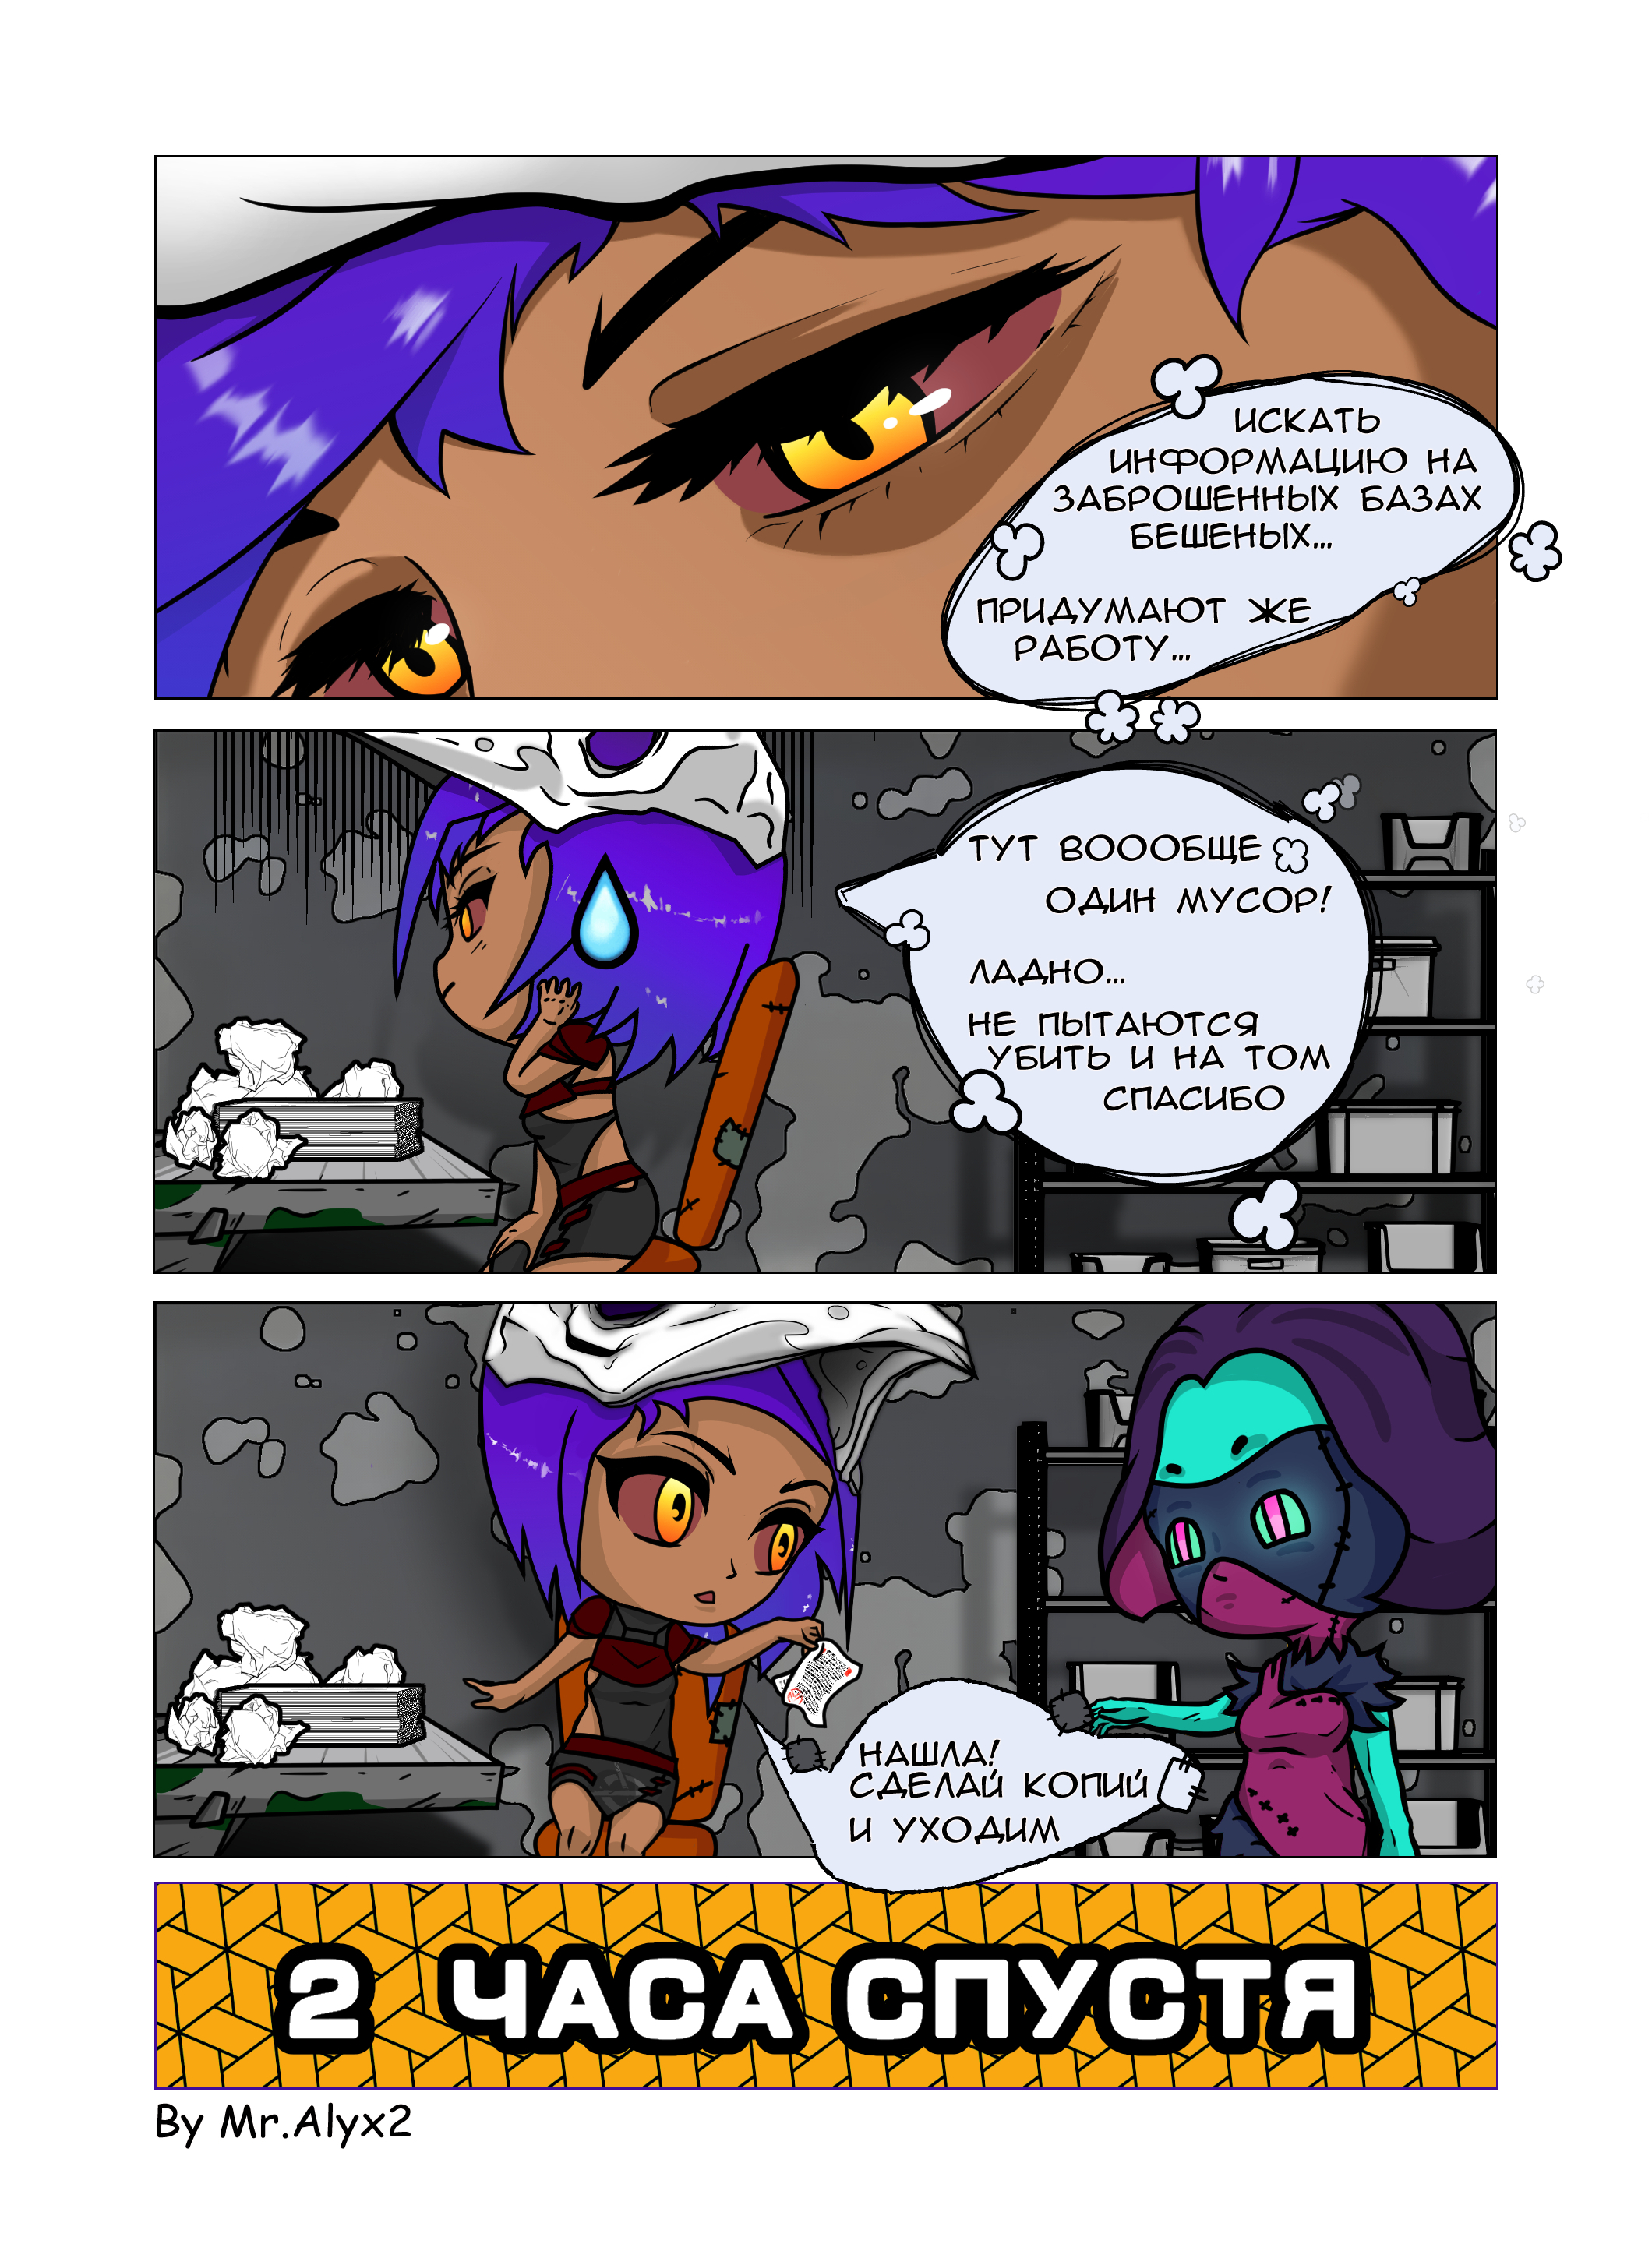 ИСКАТЬ
ИНФОРМАЦИЮ НА
ЗАБРОШЕННЫХ БАЗАХ
БЕШЕНЫХ...
ПРИДУМАЮТ ЖЕ
РАБОТУ...
ТУТ ВОООБЩЕ
ОДИН МУСОР!
ЛАДНО...
НЕ ПЫТАЮТСЯ
УБИТЬ И НА ТОМ
СПАСИБО
НАШЛА!
СДЕЛАЙ КОПИЙ
И УХОДИМ
2 ЧАСА СПУСТЯ
By Mr.Alyx2